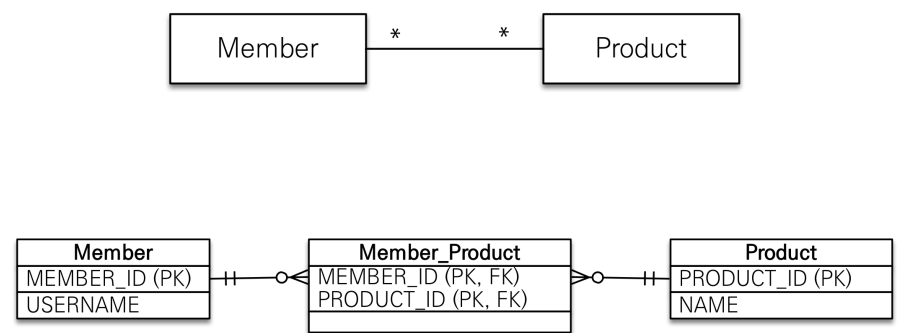 Member
*
*
Product
Member
MEMBER_ID (PK)
USERNAME
Member_Product
MEMBER_ID (PK, FK)
PRODUCT_ID (PK, FK)
Product
PRODUCT_ID (PK)
NAME